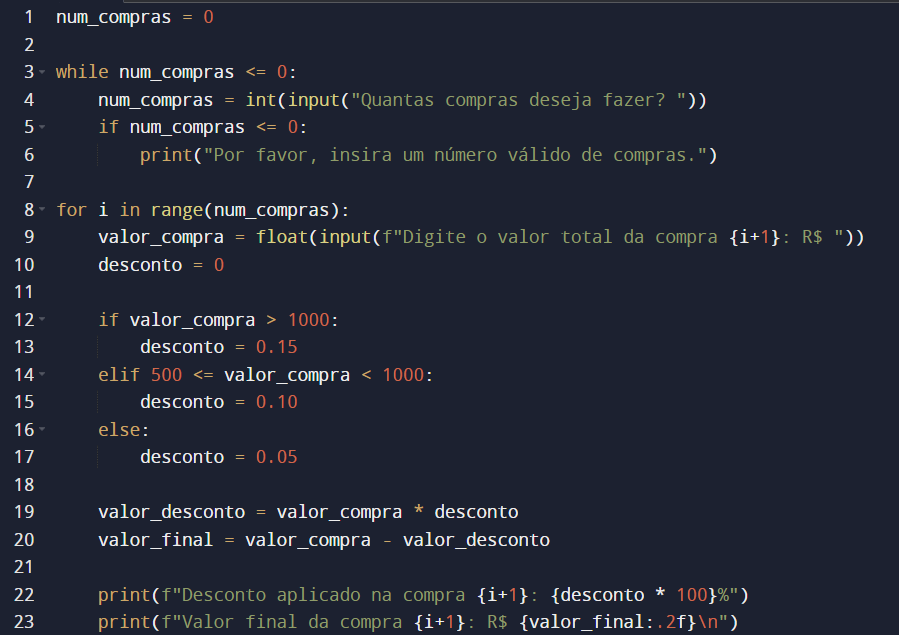 1 num_compras = 0
2
3 while num_compras <= 0:
4     num_compras = int(input("Quantas compras deseja fazer? "))
5     if num_compras <= 0:
6         print("Por favor, insira um número válido de compras.")
7
8 for i in range(num_compras):
9     valor_compra = float(input(f"Digite o valor total da compra {i+1}: R$ "))
10     desconto = 0
11
12     if valor_compra > 1000:
13         desconto = 0.15
14     elif 500 <= valor_compra < 1000:
15         desconto = 0.10
16     else:
17         desconto = 0.05
18
19     valor_desconto = valor_compra * desconto
20     valor_final = valor_compra - valor_desconto
21
22     print(f"Desconto aplicado na compra {i+1}: {desconto * 100}%")
23     print(f"Valor final da compra {i+1}: R$ {valor_final:.2f}\n")